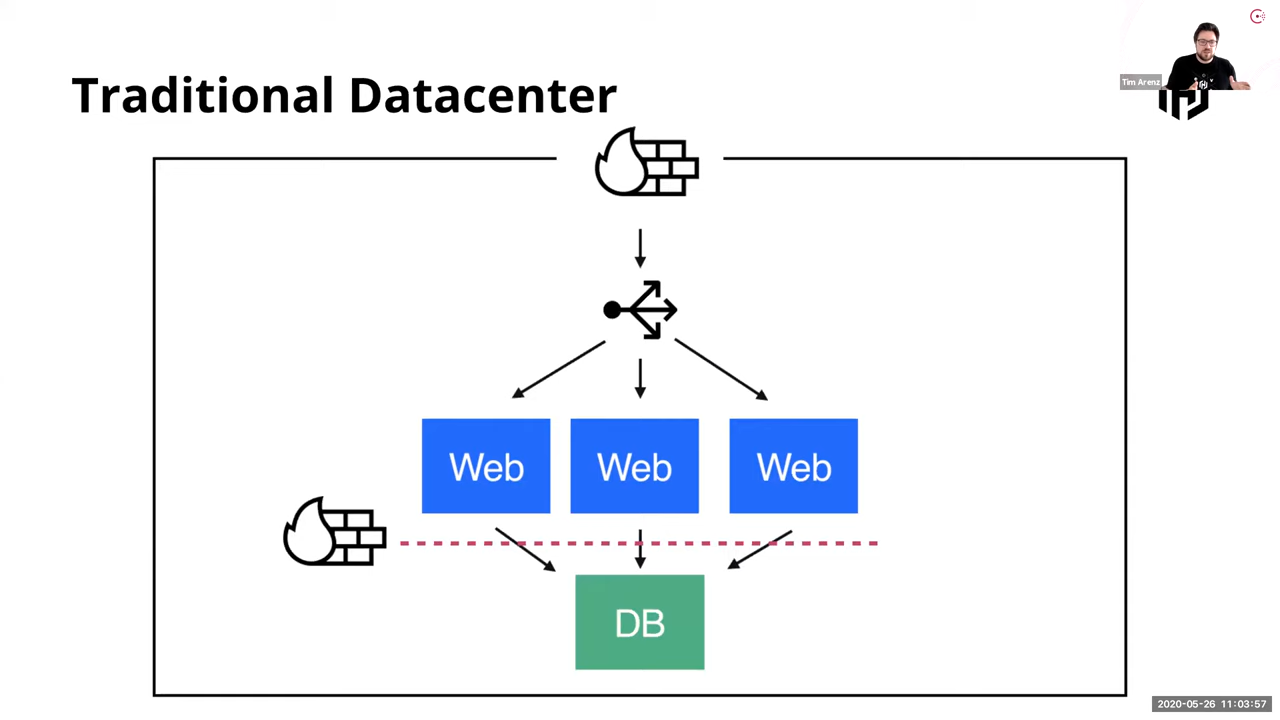 Tim Arenz
Traditional Datacenter
Web
Web
Web
DB
2020-05-26 11:03:57